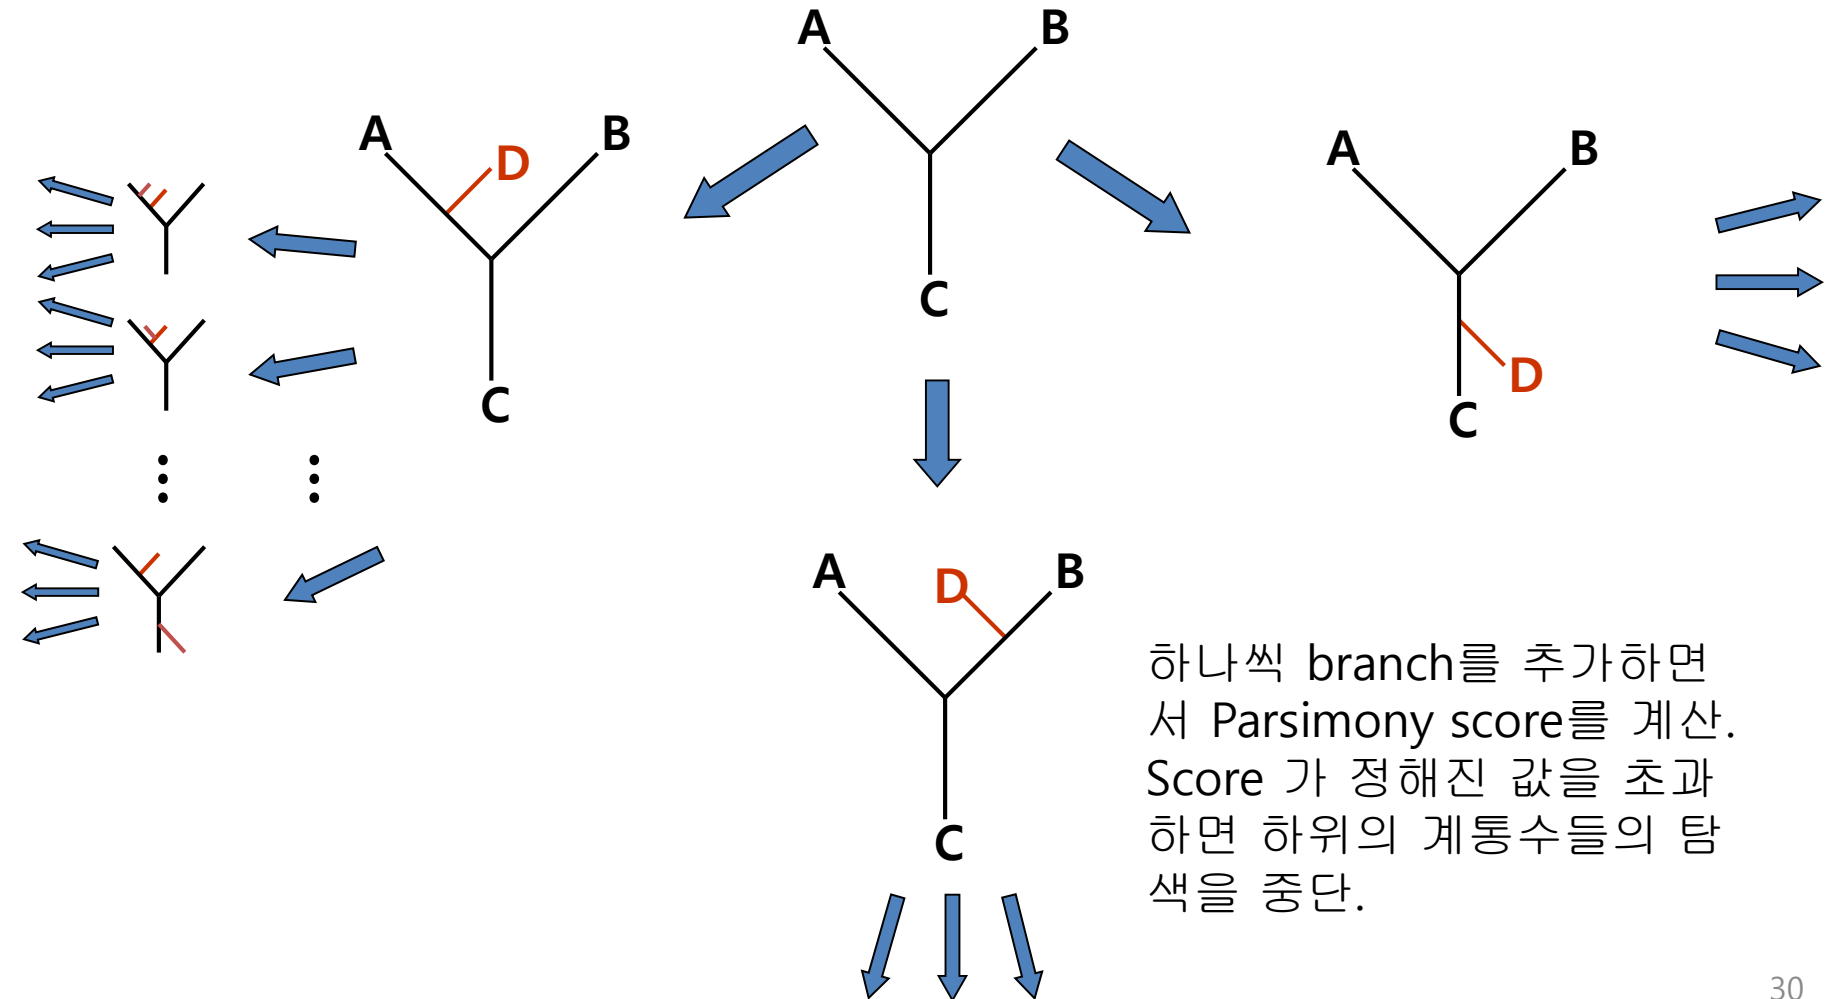 A
B
C
A
D
B
C
A
B
D
C
A
D
B
C
하나씩 branch를 추가하면
서 Parsimony score를 계산.
Score 가 정해진 값을 초과
하면 하위의 계통수들의 탐
색을 중단.
30